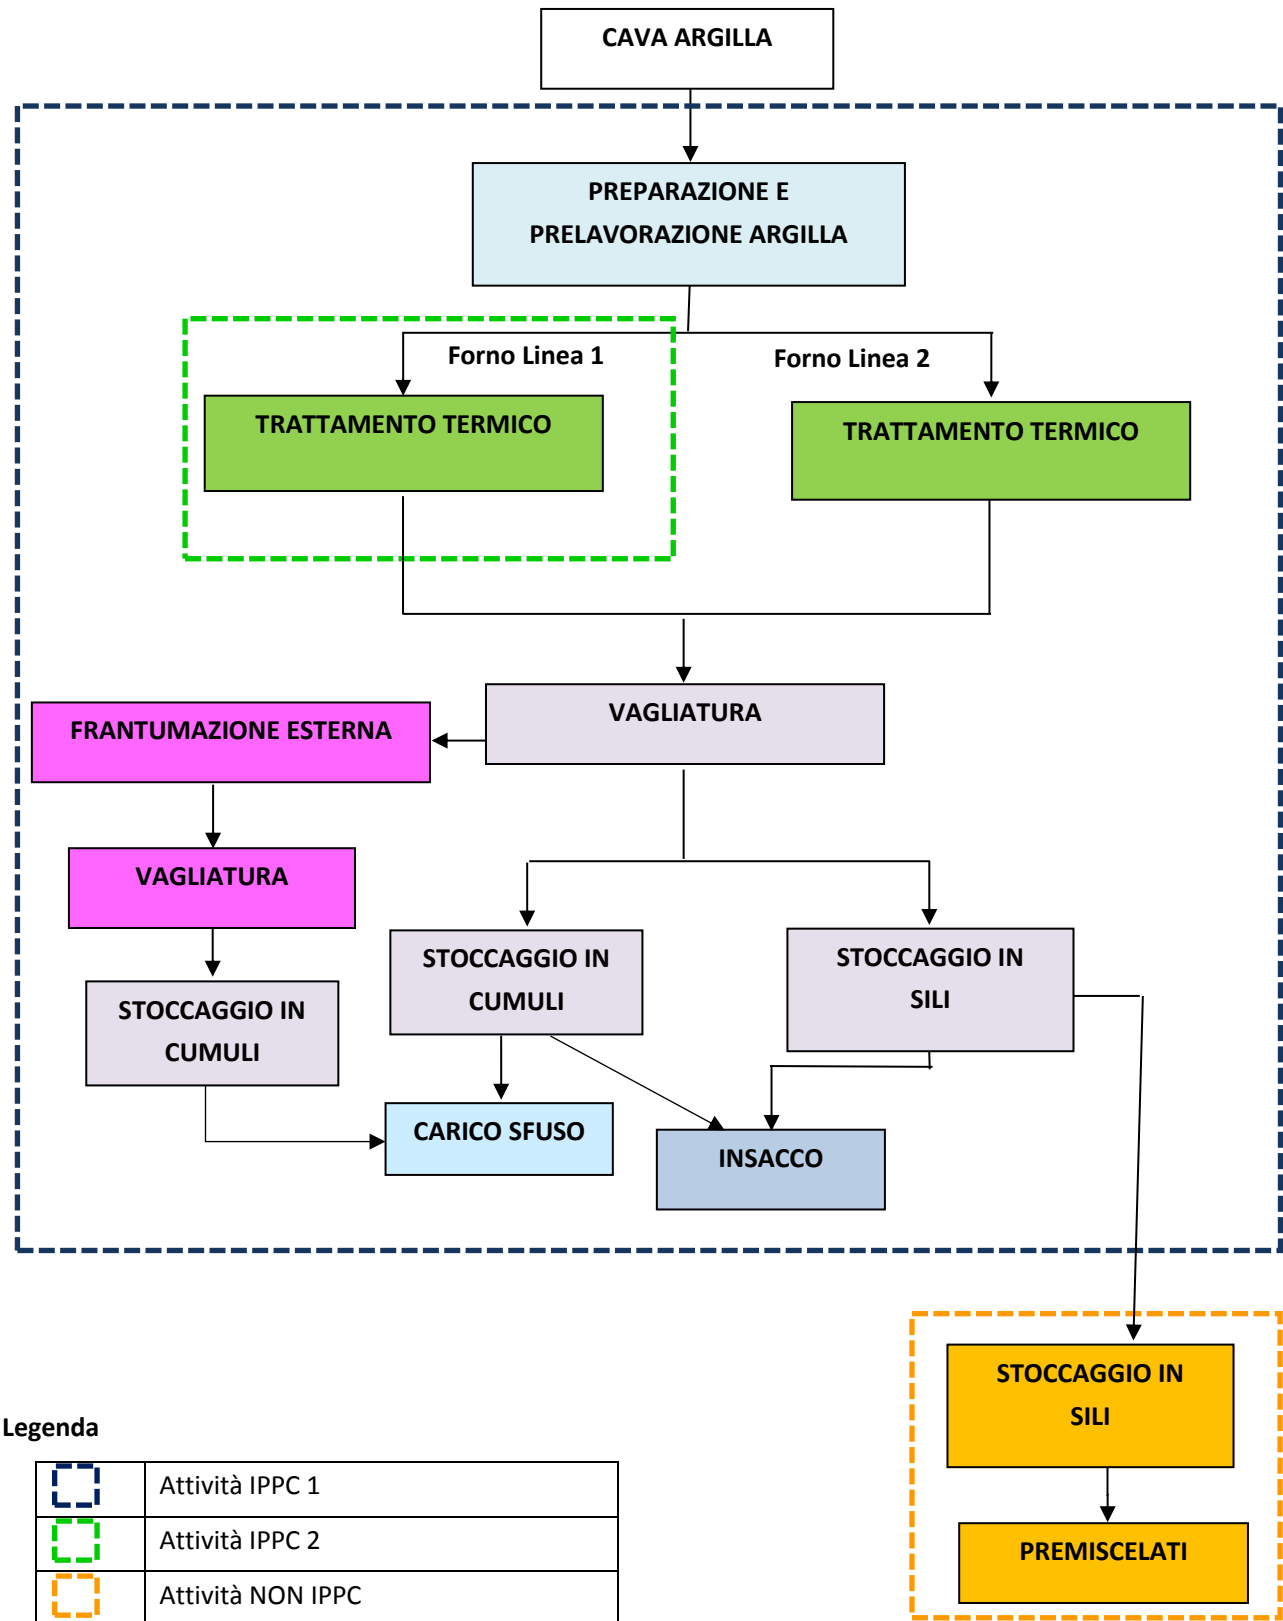 CAVA ARGILLA
PREPARAZIONE E
PRELAVORAZIONE ARGILLA
Forno Linea 1
Forno Linea 2
TRATTAMENTO TERMICO
TRATTAMENTO TERMICO
VAGLIATURA
FRANTUMAZIONE ESTERNA
VAGLIATURA
STOCCAGGIO IN
CUMULI
STOCCAGGIO IN
SILI
STOCCAGGIO IN
CUMULI
CARICO SFUSO
INSACCO
STOCCAGGIO IN
SILI
PREMISCELATI
Legenda
Attività IPPC 1
Attività IPPC 2
Attività NON IPPC